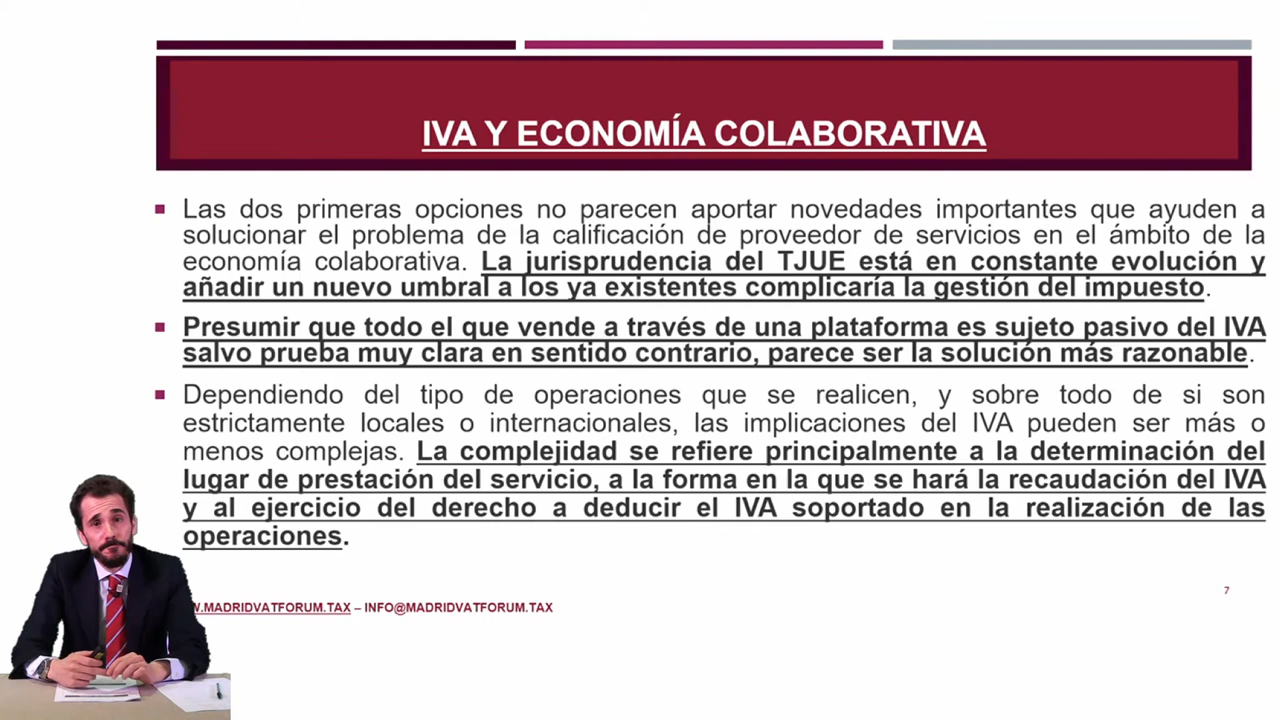 IVA Y ECONOMÍA COLABORATIVA
Las dos primeras opciones no parecen aportar novedades importantes que ayuden a
solucionar el problema de la calificación de proveedor de servicios en el ámbito de la
economía colaborativa. La jurisprudencia del TJUE está en constante evolución y
añadir un nuevo umbral a los ya existentes complicaría la gestión del impuesto.
Presumir que todo el que vende a través de una plataforma es sujeto pasivo del IVA
salvo prueba muy clara en sentido contrario, parece ser la solución más razonable.
Dependiendo del tipo de operaciones que se realicen, y sobre todo de si son
estrictamente locales o internacionales, las implicaciones del IVA pueden ser más o
menos complejas. La complejidad se refiere principalmente a la determinación del
lugar de prestación del servicio, a la forma en la que se hará la recaudación del IVA
y al ejercicio del derecho a deducir el IVA soportado en la realización de las
operaciones.
7
W.MADRIDVATFORUM.TAX – INFO@MADRIDVATFORUM.TAX